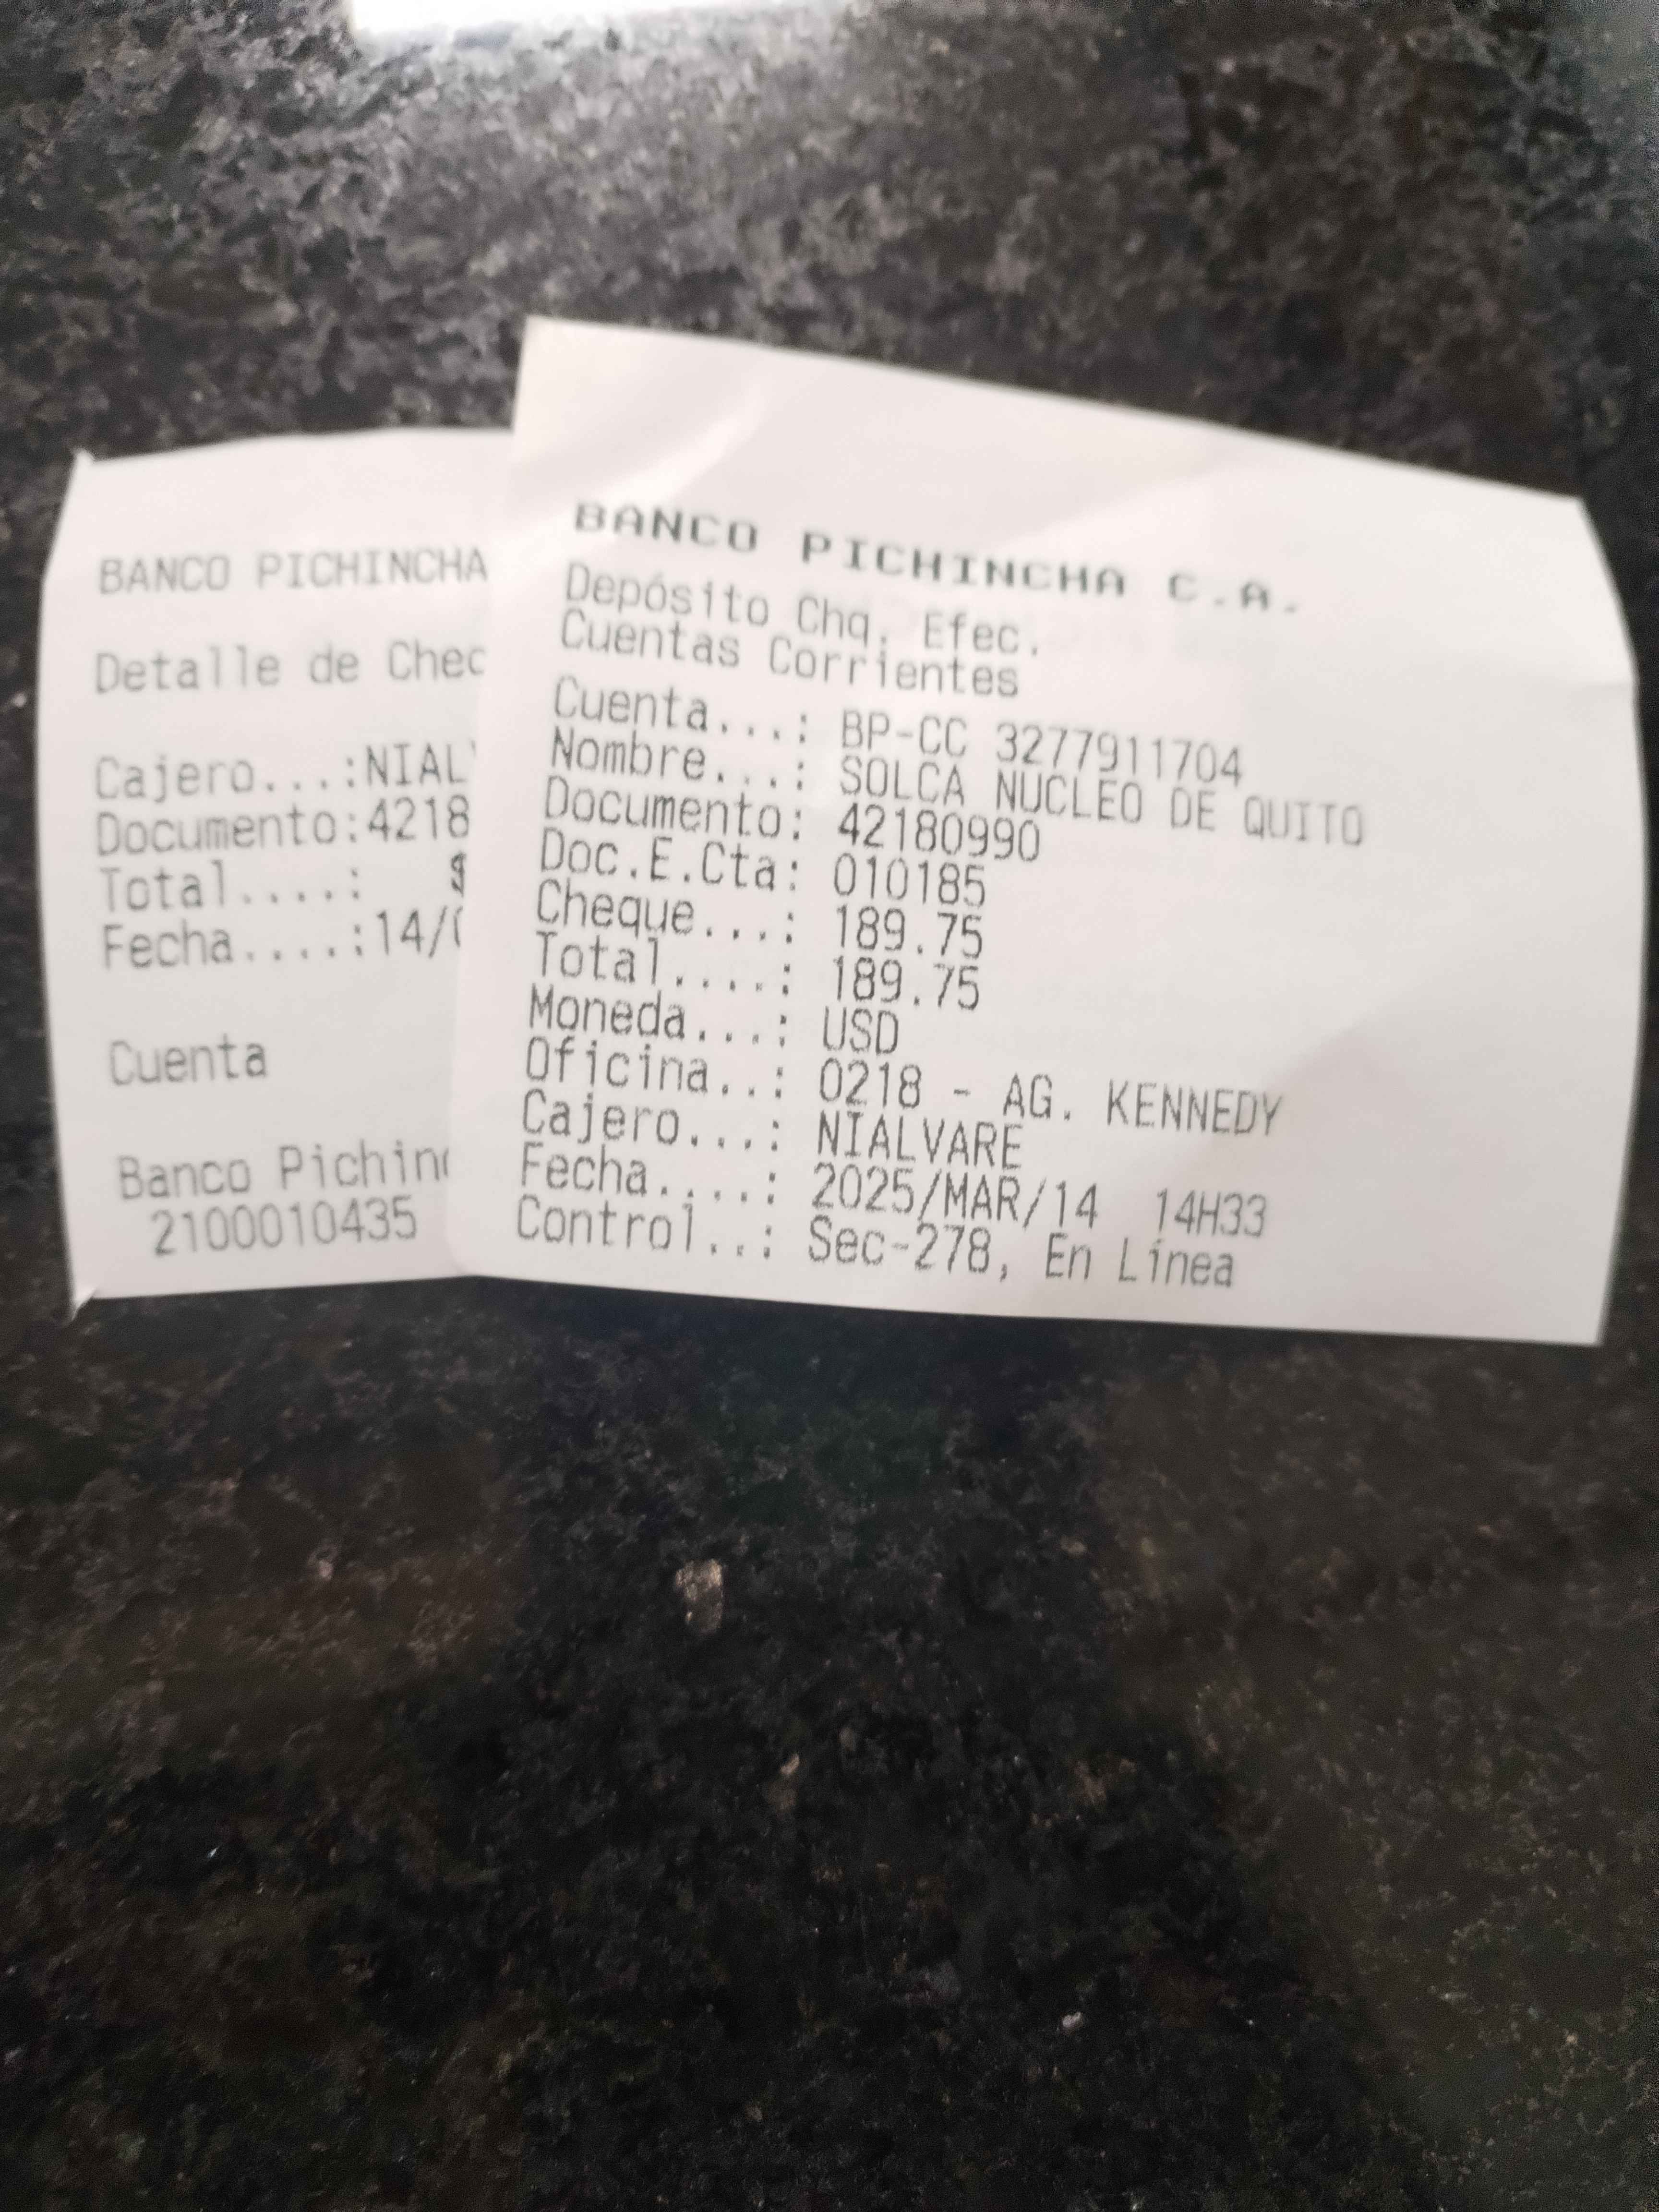 BANCO PICHINCHA
Detalle de Chec
Cajero...:NIAL
Documento:4218
Total....:
Fecha....:14/
Cuenta
Banco Pichin
2100010435
BANCO PICHINCHA C.A.
Depósito Chq. Efec.
Cuentas Corrientes
Cuenta...: BP-CC 3277911704
Nombre...: SOLCA NUCLEO DE QUITO
Documento: 42180990
Doc.E.Cta: 010185
Cheque...: 189.75
Total....: 189.75
Moneda...: USD
Oficina..: 0218 - AG. KENNEDY
Cajero...: NIALVARE
Fecha....: 2025/MAR/14 14H33
Control..: Sec-278, En Línea